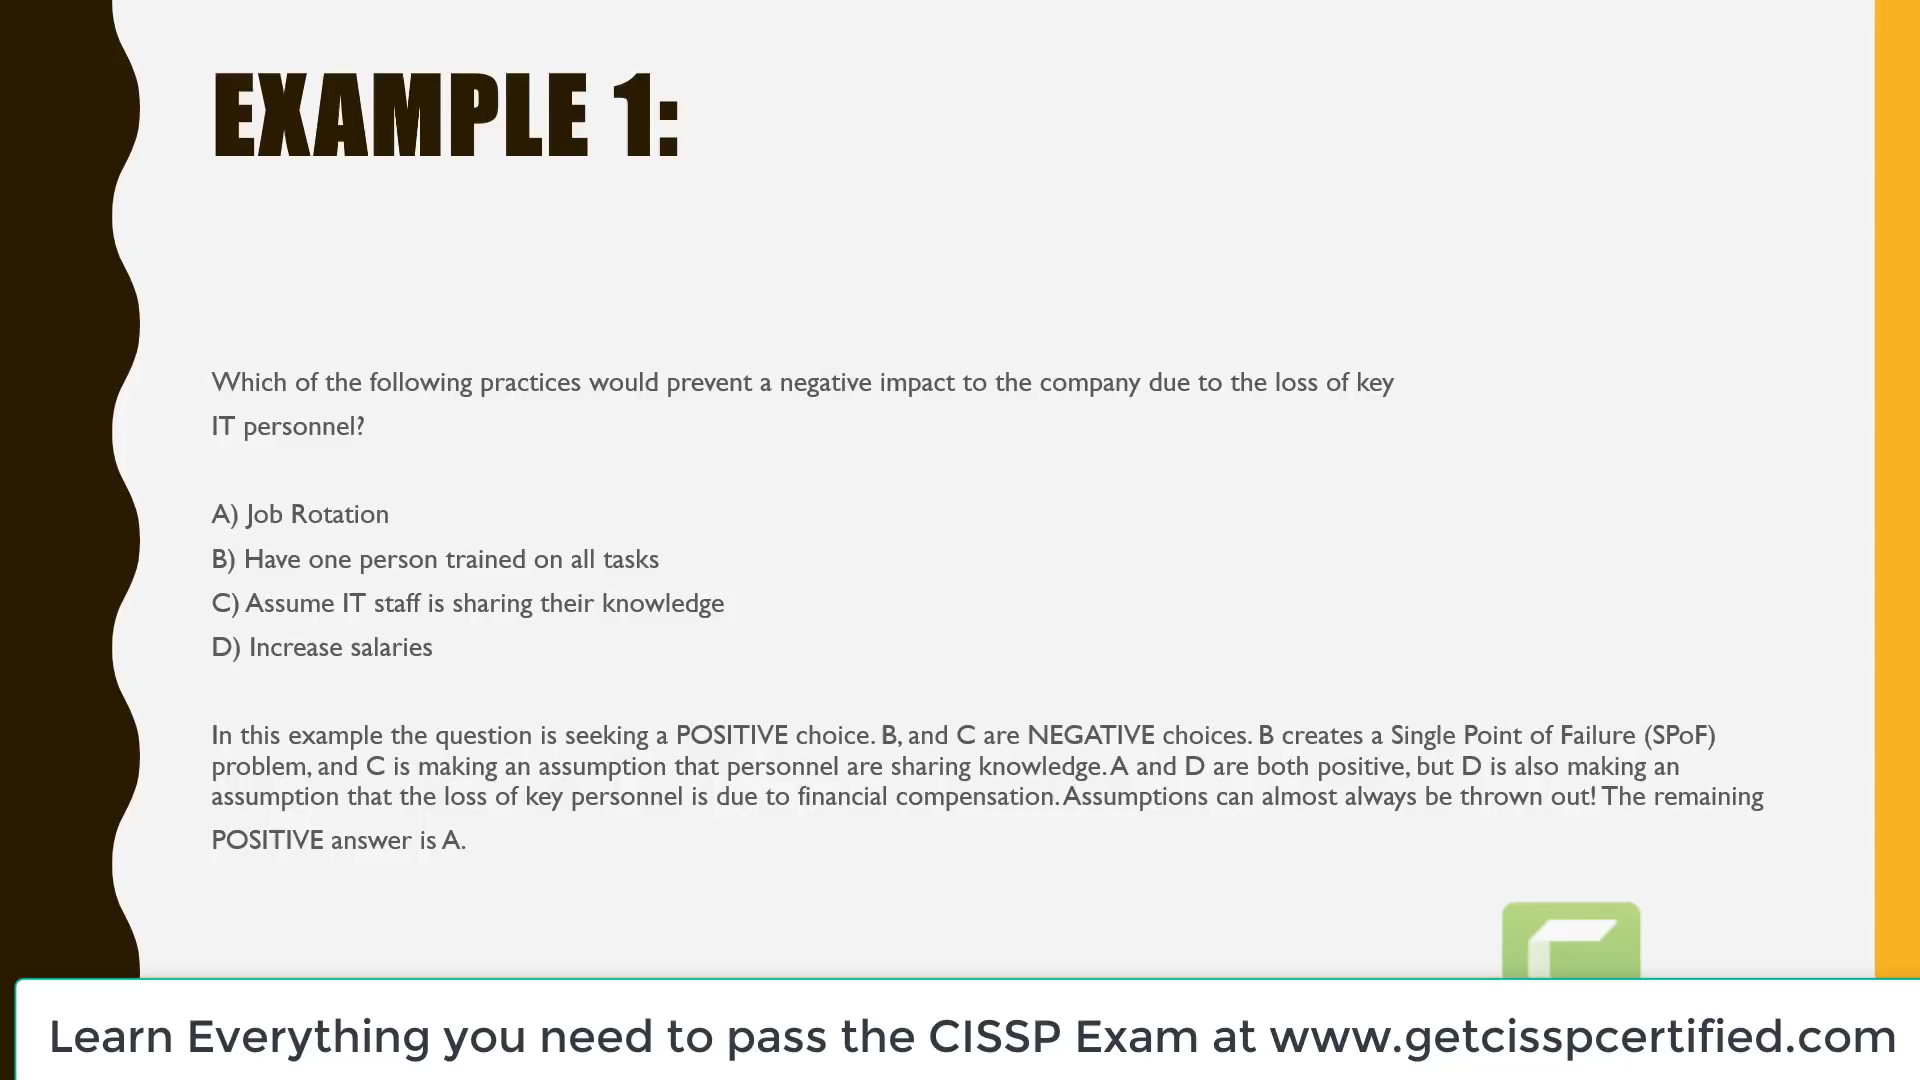 EXAMPLE 1:
Which of the following practices would prevent a negative impact to the company due to the loss of key
IT personnel?
A) Job Rotation
B) Have one person trained on all tasks
C) Assume IT staff is sharing their knowledge
D) Increase salaries
In this example the question is seeking a POSITIVE choice. B, and C are NEGATIVE choices. B creates a Single Point of Failure (SPoF)
problem, and C is making an assumption that personnel are sharing knowledge. A and D are both positive, but D is also making an
assumption that the loss of key personnel is due to financial compensation. Assumptions can almost always be thrown out! The remaining
POSITIVE answer is A.
Learn Everything you need to pass the CISSP Exam at www.getcisspcertified.com